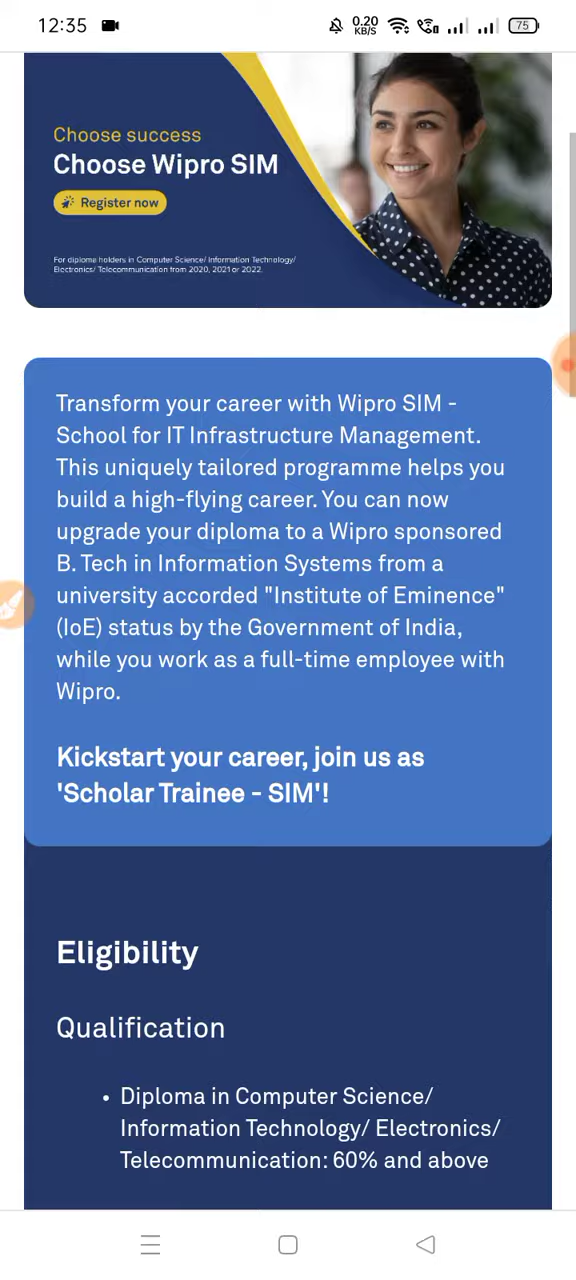 12:35
0.20
KB/S
75
Choose success
Choose Wipro SIM
Register now
For diploma holders in Computer Science/ Information Technology/
Electronics/ Telecommunication from 2020, 2021 or 2022.
Transform your career with Wipro SIM -
School for IT Infrastructure Management.
This uniquely tailored programme helps you
build a high-flying career. You can now
upgrade your diploma to a Wipro sponsored
B. Tech in Information Systems from a
university accorded "Institute of Eminence"
(IoE) status by the Government of India,
while you work as a full-time employee with
Wipro.
Kickstart your career, join us as
'Scholar Trainee - SIM'!
Eligibility
Qualification
• Diploma in Computer Science/
Information Technology/ Electronics/
Telecommunication: 60% and above